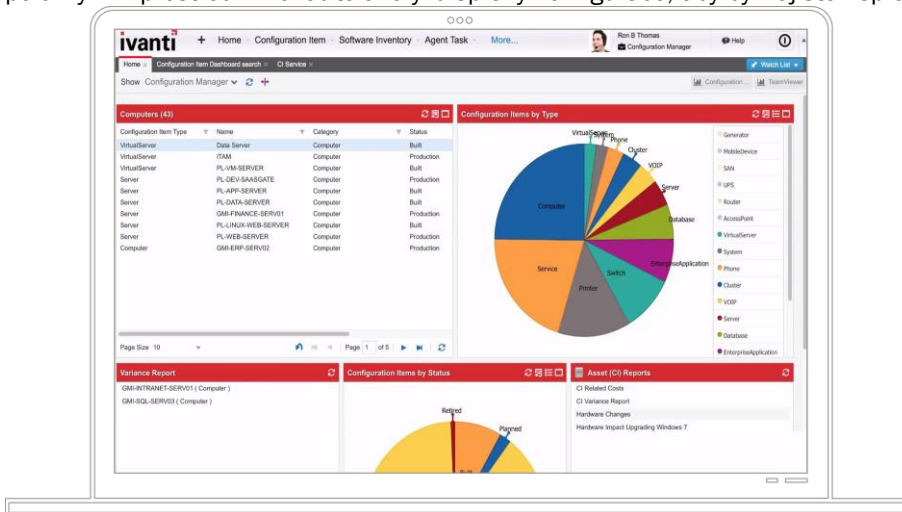 ivanti + Home Configuration Item Software Inventory Agent Task More...
Ron B Thomas
Configuration Manager
Help
Home Configuration Item Dashboard search CI Service
Watch List
Show Configuration Manager
Configuration ... TeamViewer
Computers (43)
Configuration Item Type Name Category Status
VirtualServer Data Server Computer Built
VirtualServer ITAM Computer Production
VirtualServer PL-VM-SERVER Computer Built
Server PL-DEV-SAASGATE Computer Production
Server PL-APP-SERVER Computer Built
Server PL-DATA-SERVER Computer Built
Server GMI-FINANCE-SERV01 Computer Production
Server PL-LINUX-WEB-SERVER Computer Built
Server PL-WEB-SERVER Computer Production
Computer GMI-ERP-SERV02 Computer Production
Page Size 10 Page 1 of 5
Configuration Items by Type
VirtualServer
System
Phone
Cluster
VOIP
Server
Database
EnterpriseApplication
Switch
Printer
Service
Computer
Generator
MobileDevice
SAN
UPS
Router
AccessPoint
VirtualServer
System
Phone
Cluster
VOIP
Server
Database
EnterpriseApplication
Variance Report
GMI-INTRANET-SERV01 ( Computer )
GMI-SQL-SERV03 ( Computer )
Configuration Items by Status
Retired
Planned
Asset (CI) Reports
CI Related Costs
CI Variance Report
Hardware Changes
Hardware Impact Upgrading Windows 7